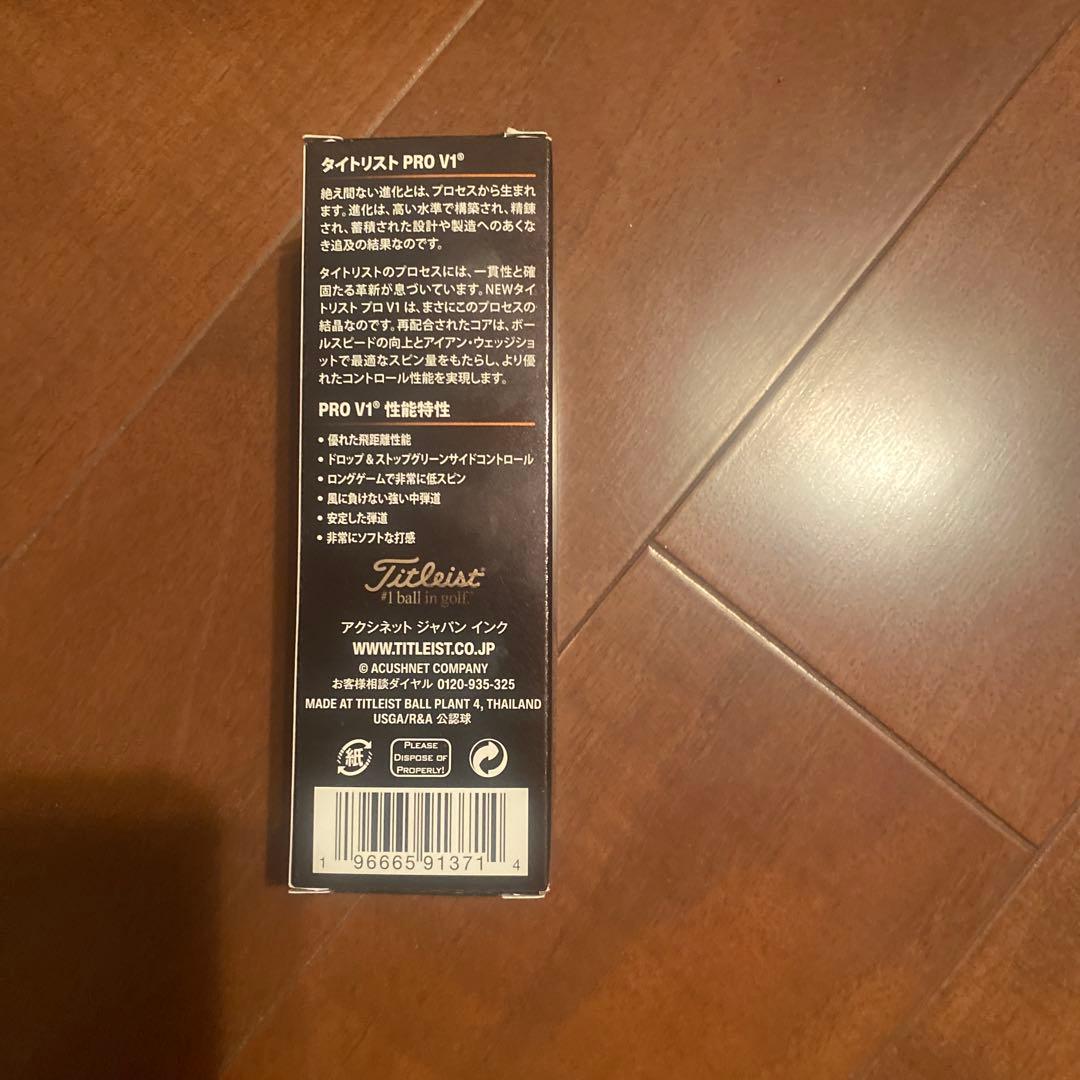 タイトリスト PRO V1®
絶え間ない進化とは、プロセスから生まれ
ます。進化は、高い水準で構築され、精錬
され、蓄積された設計や製造へのあくな
き追及の結果なのです。
タイトリストのプロセスには、一貫性と確
固たる革新が息づいています。NEWタイ
トリスト プロ V1 は、まさにこのプロセスの
結晶なのです。再配合されたコアは、ボー
ルスピードの向上とアイアン・ウェッジショ
ットで最適なスピン量をもたらし、より優
れたコントロール性能を実現します。
PRO V1® 性能特性
• 優れた飛距離性能
• ドロップ&ストップグリーンサイドコントロール
• ロングゲームで非常に低スピン
• 風に負けない強い中弾道
• 安定した弾道
• 非常にソフトな打感
Titleist®
#1 ball in golf.™
アクシネット ジャパン インク
WWW.TITLEIST.CO.JP
© ACUSHNET COMPANY
お客様相談ダイヤル 0120-935-325
MADE AT TITLEIST BALL PLANT 4, THAILAND
USGA/R&A 公認球
紙
PLEASE
DISPOSE OF
PROPERLY!
1 96665 91371 4